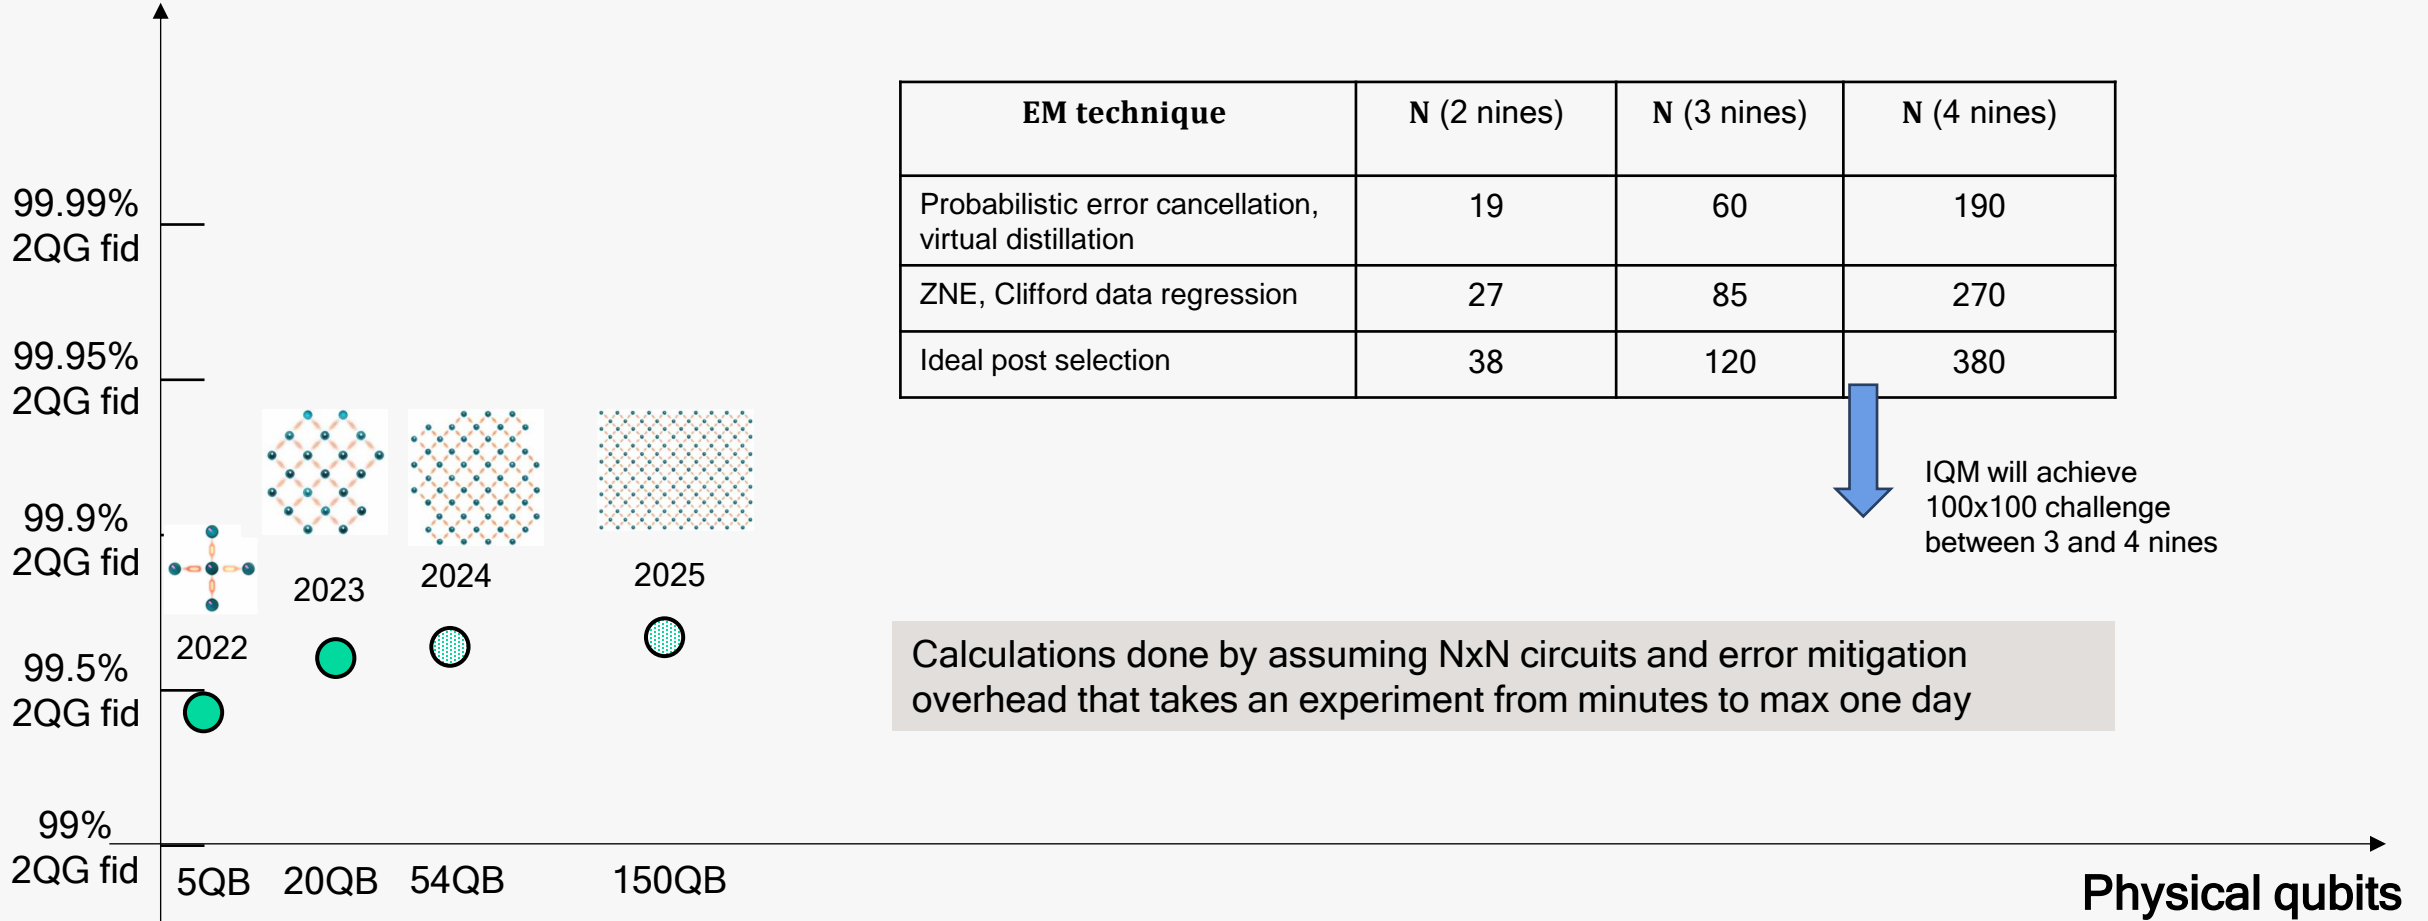 99.99%
2QG fid
99.95%
2QG fid
99.9%
2QG fid
99.5%
2QG fid
99%
2QG fid
2022
2023
2024
2025
5QB
20QB
54QB
150QB
Physical qubits
EM technique
N (2 nines)
N (3 nines)
N (4 nines)
Probabilistic error cancellation,
virtual distillation
19
60
190
ZNE, Clifford data regression
27
85
270
Ideal post selection
38
120
380
IQM will achieve
100x100 challenge
between 3 and 4 nines
Calculations done by assuming NxN circuits and error mitigation
overhead that takes an experiment from minutes to max one day